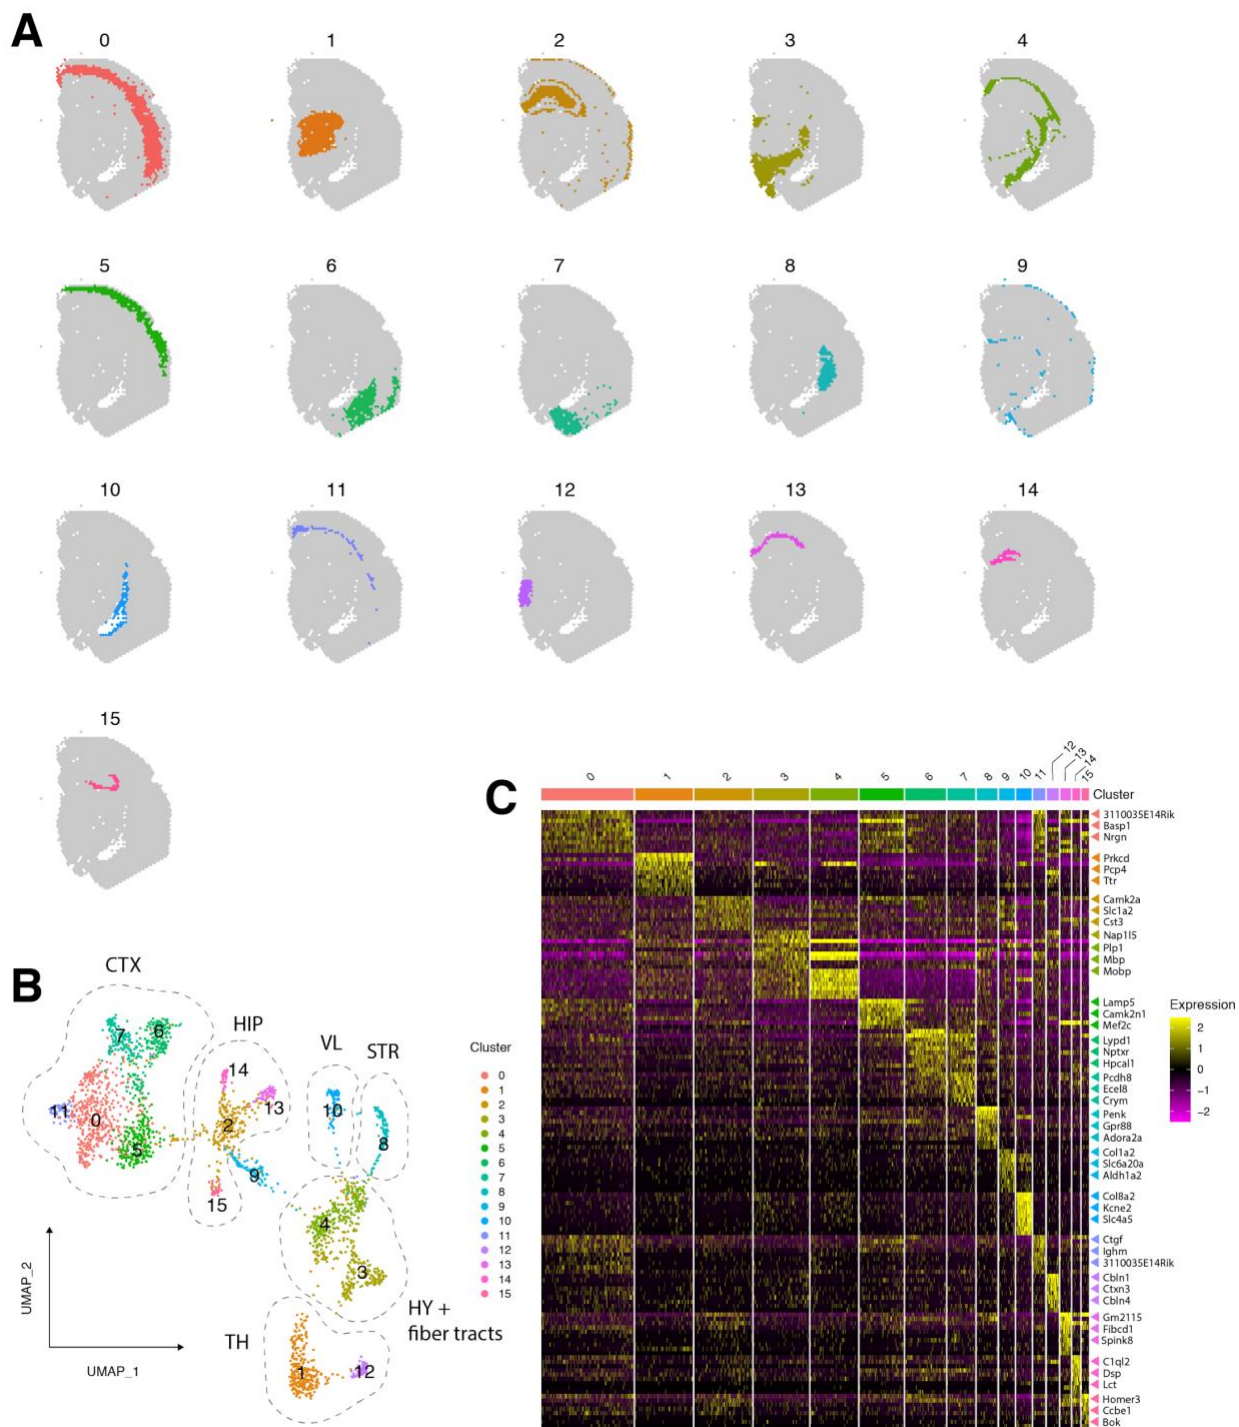 A
0
1
2
3
4
5
6
7
8
9
10
11
12
13
14
15
B
CTX
HIP
VL
STR
7
6
14
11
0
13
10
2
5
8
9
15
4
3
HY +
fiber tracts
TH
1
12
UMAP_2
UMAP_1
Cluster
0
1
2
3
4
5
6
7
8
9
10
11
12
13
14
15
C
0
1
2
3
4
5
6
7
8
9
10
11
12
13
14
15
Cluster
3110035E14Rik
Basp1
Nrgn
Prkcd
Pcp4
Ttr
Camk2a
Slc1a2
Cst3
Nap1l5
Plp1
Mbp
Mobp
Lamp5
Camk2n1
Mef2c
Lypd1
Nptxr
Hpcal1
Pcdh8
Ecel8
Crym
Penk
Gpr88
Adora2a
Col1a2
Slc6a20a
Aldh1a2
Col8a2
Kcne2
Slc4a5
Ctgf
Ighm
3110035E14Rik
Cbln1
Ctxn3
Cbln4
Gm2115
Fibcd1
Spink8
C1ql2
Dsp
Lct
Homer3
Ccbe1
Bok
Expression
2
1
0
-1
-2